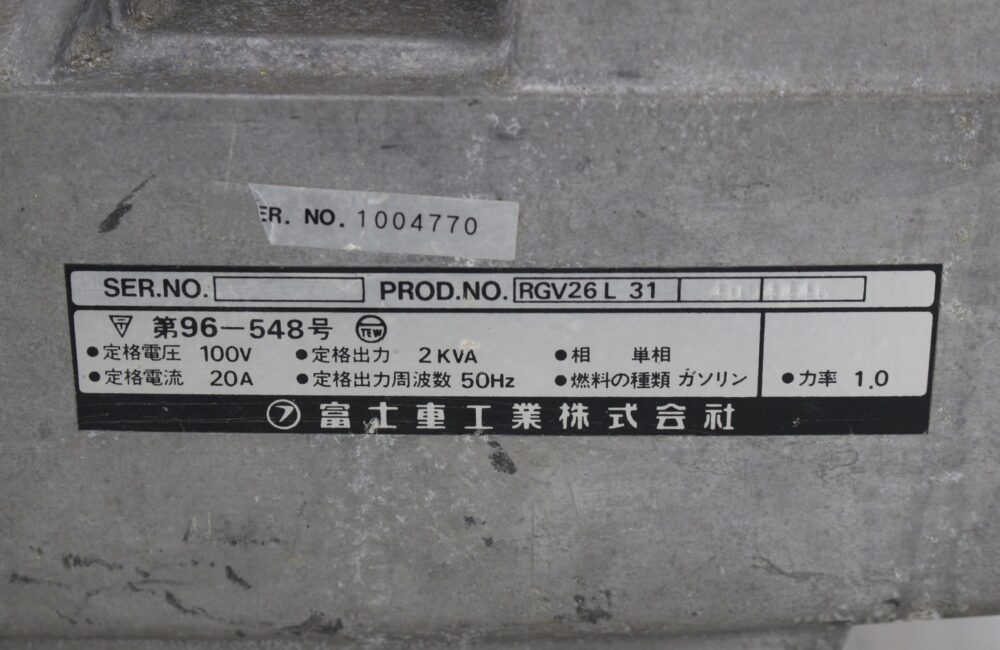 ER. NO. 1004770
SER.NO. PROD.NO. RGV26 L 31
〒 第96-548号 TEW
●定格電圧 100V ●定格出力 2KVA ●相 単相
●定格電流 20A ●定格出力周波数 50Hz ●燃料の種類 ガソリン ●力率 1.0
フ 富士重工業株式会社